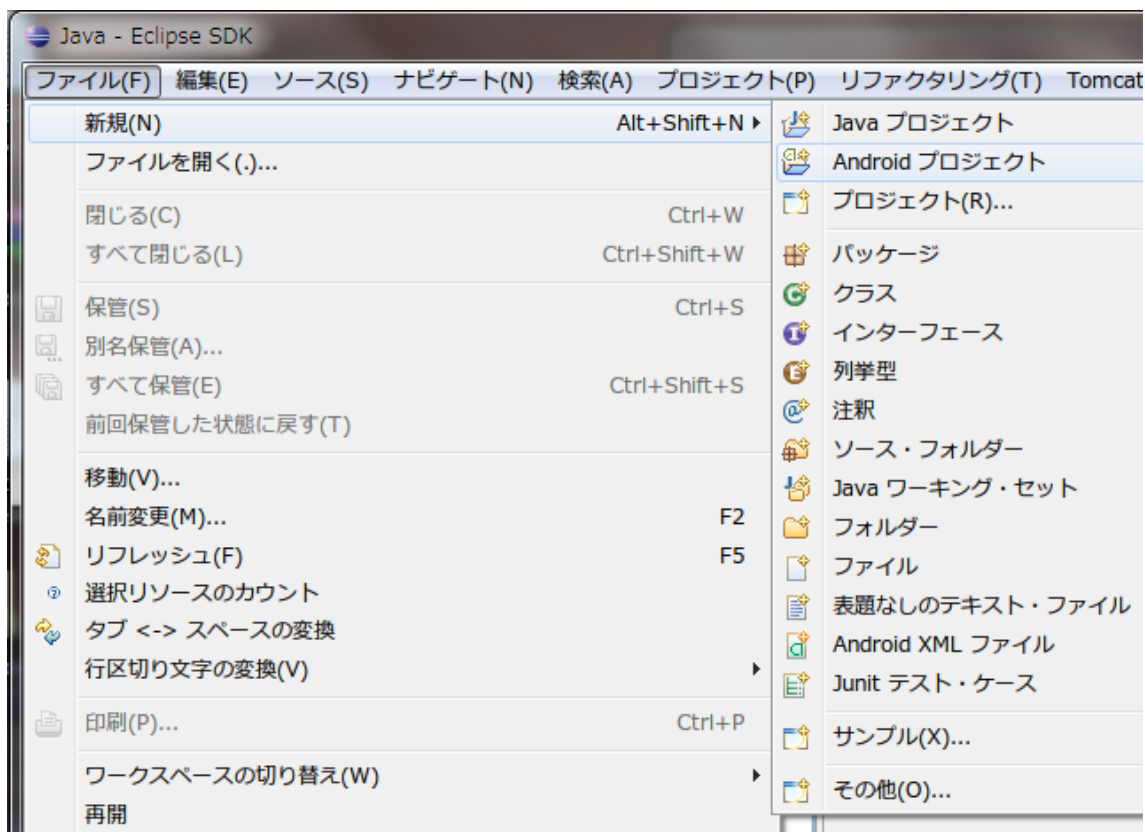 Java - Eclipse SDK
ファイル(F) 編集(E) ソース(S) ナビゲート(N) 検索(A) プロジェクト(P) リファクタリング(T) Tomcat
新規(N) Alt+Shift+N
ファイルを開く(.)...
閉じる(C) Ctrl+W
すべて閉じる(L) Ctrl+Shift+W
保管(S) Ctrl+S
別名保管(A)...
すべて保管(E) Ctrl+Shift+S
前回保管した状態に戻す(T)
移動(V)...
名前変更(M)... F2
リフレッシュ(F) F5
選択リソースのカウント
タブ <-> スペースの変換
行区切り文字の変換(V)
印刷(P)... Ctrl+P
ワークスペースの切り替え(W)
再開
Java プロジェクト
Android プロジェクト
プロジェクト(R)...
パッケージ
クラス
インターフェース
列挙型
注釈
ソース・フォルダー
Java ワーキング・セット
フォルダー
ファイル
表題なしのテキスト・ファイル
Android XML ファイル
Junit テスト・ケース
サンプル(X)...
その他(O)...